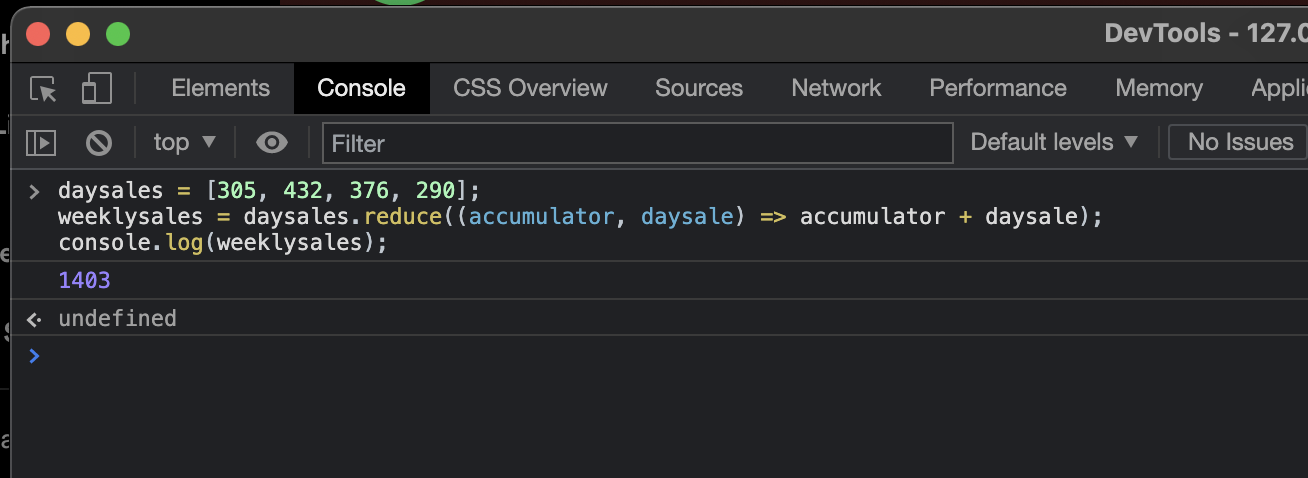 DevTools - 127.0
Elements Console CSS Overview Sources Network Performance Memory Appli
top Filter Default levels No Issues
> daysales = [305, 432, 376, 290];
weeklysales = daysales.reduce((accumulator, daysale) => accumulator + daysale);
console.log(weeklysales);
1403
undefined
>